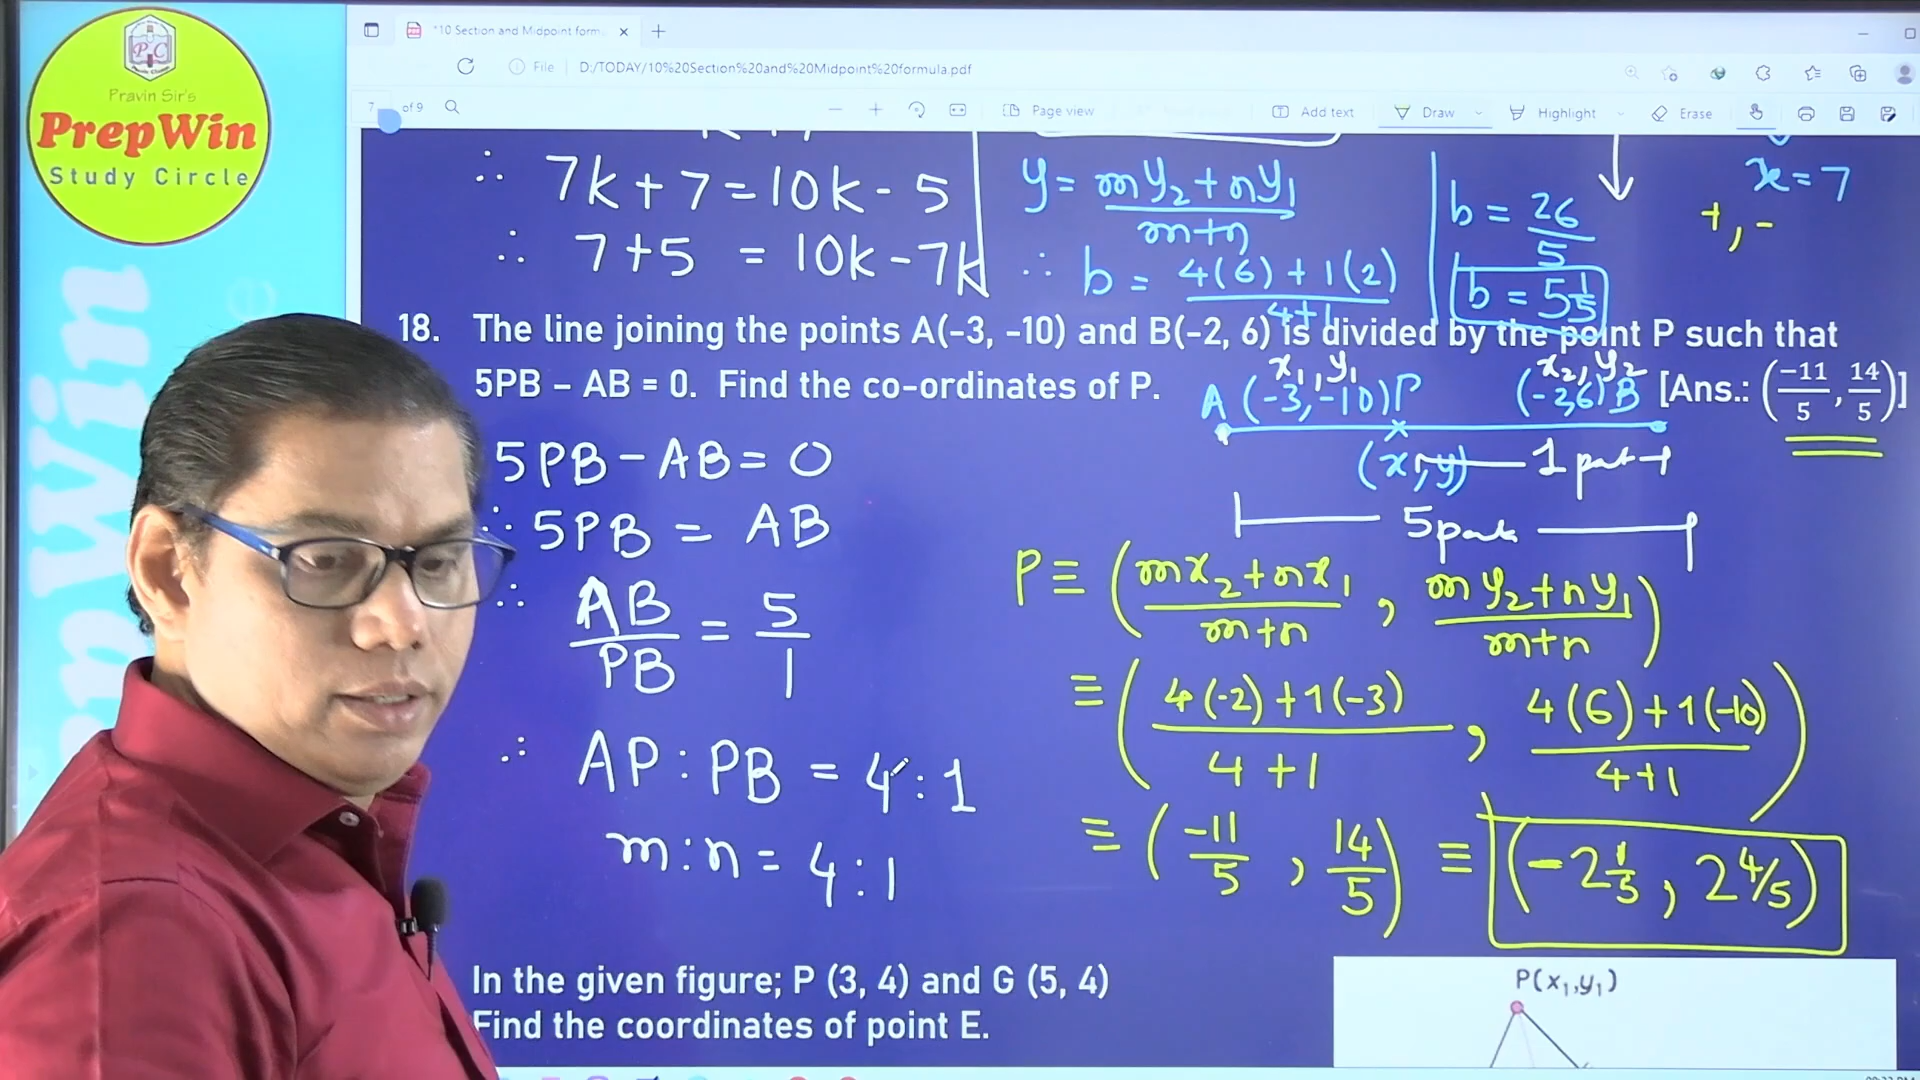 Pravin Sir's
PrepWin
Study Circle
*10 Section and Midpoint form
File D:/TODAY/10%20Section%20and%20Midpoint%20formula.pdf
7 of 9
Page view
Add text
Draw
Highlight
Erase
∴ 7k + 7 = 10k - 5
∴ 7 + 5 = 10k - 7k
y = my₂ + ny₁ / m+n
∴ b = 4(6) + 1(2) / 4+1
b = 26/5
b = 5 1/5
x = 7
+, -
18. The line joining the points A(-3, -10) and B(-2, 6) is divided by the point P such that
5PB – AB = 0. Find the co-ordinates of P.
[Ans.: (-11/5, 14/5)]
x₁, y₁
x₂, y₂
A (-3, -10) P (-2,6) B
(x, y) 1 part
5 parts
5PB - AB = 0
∴ 5PB = AB
∴ AB/PB = 5/1
∴ AP : PB = 4 : 1
m : n = 4 : 1
P ≡ (mx₂ + nx₁ / m+n, my₂ + ny₁ / m+n)
≡ (4(-2) + 1(-3) / 4+1, 4(6) + 1(-10) / 4+1)
≡ (-11/5, 14/5) ≡ (-2 1/5, 2 4/5)
In the given figure; P (3, 4) and G (5, 4)
Find the coordinates of point E.
P(x₁,y₁)